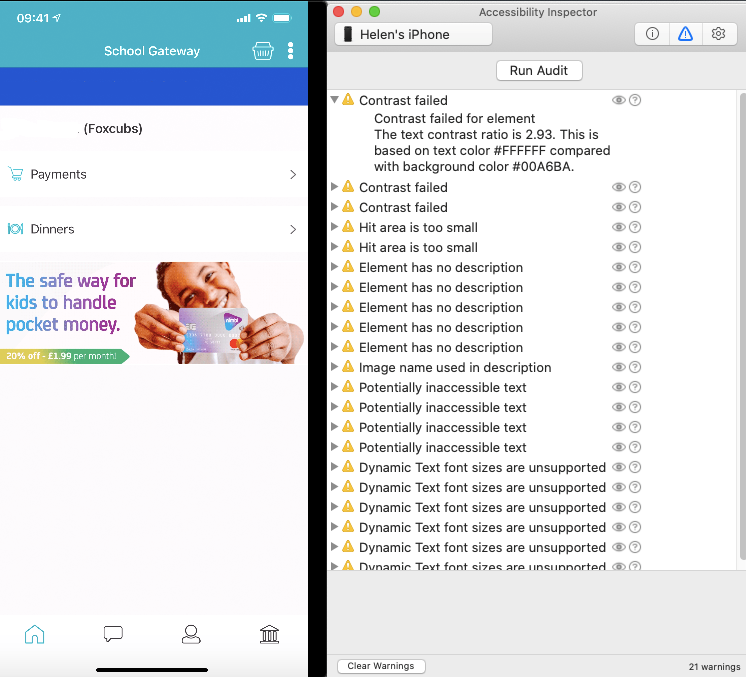 09:41
School Gateway
. (Foxcubs)
Payments
Dinners
The safe way for
kids to handle
pocket money.
20% off - £1.99 per month!
nimbl
Accessibility Inspector
Helen's iPhone
Run Audit
Contrast failed
Contrast failed for element
The text contrast ratio is 2.93. This is
based on text color #FFFFFF compared
with background color #00A6BA.
Contrast failed
Contrast failed
Hit area is too small
Hit area is too small
Element has no description
Element has no description
Element has no description
Element has no description
Element has no description
Image name used in description
Potentially inaccessible text
Potentially inaccessible text
Potentially inaccessible text
Potentially inaccessible text
Dynamic Text font sizes are unsupported
Dynamic Text font sizes are unsupported
Dynamic Text font sizes are unsupported
Dynamic Text font sizes are unsupported
Dynamic Text font sizes are unsupported
Dynamic Text font sizes are unsupported
Clear Warnings
21 warnings